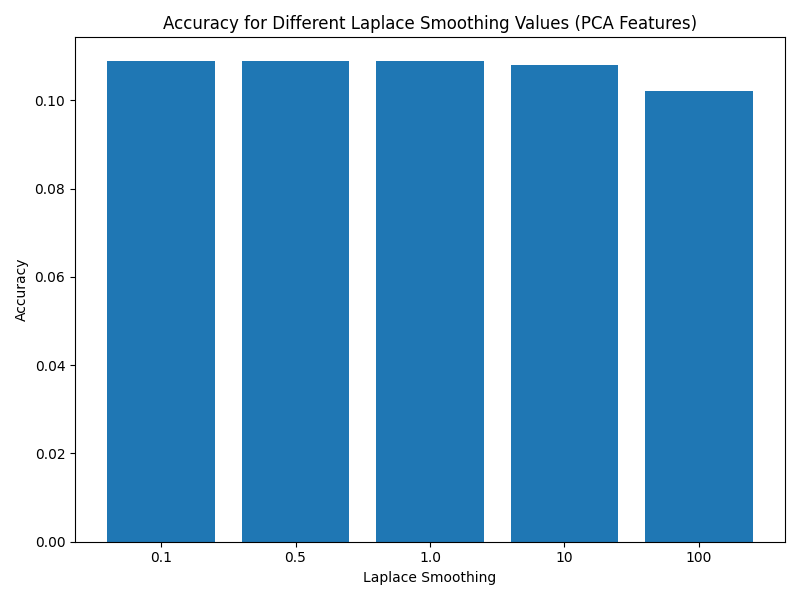 Accuracy for Different Laplace Smoothing Values (PCA Features)
0.10
0.08
0.06
0.04
0.02
0.00
Accuracy
0.1 0.5 1.0 10 100
Laplace Smoothing